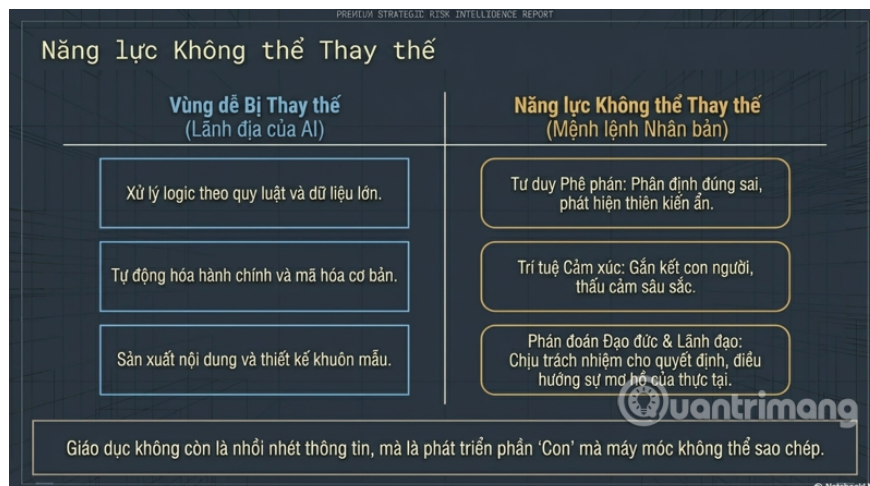 PREMIUM STRATEGIC RISK INTELLIGENCE REPORT
Năng lực Không thể Thay thế
Vùng dễ Bị Thay thế
(Lãnh địa của AI)
Xử lý logic theo quy luật và dữ liệu lớn.
Tự động hóa hành chính và mã hóa cơ bản.
Sản xuất nội dung và thiết kế khuôn mẫu.
Năng lực Không thể Thay thế
(Mệnh lệnh Nhân bản)
Tư duy Phê phán: Phân định đúng sai,
phát hiện thiên kiến ẩn.
Trí tuệ Cảm xúc: Gắn kết con người,
thấu cảm sâu sắc.
Phán đoán Đạo đức & Lãnh đạo:
Chịu trách nhiệm cho quyết định, điều
hướng sự mơ hồ của thực tại.
Quantrimang
Giáo dục không còn là nhồi nhét thông tin, mà là phát triển phần ‘Con’ mà máy móc không thể sao chép.